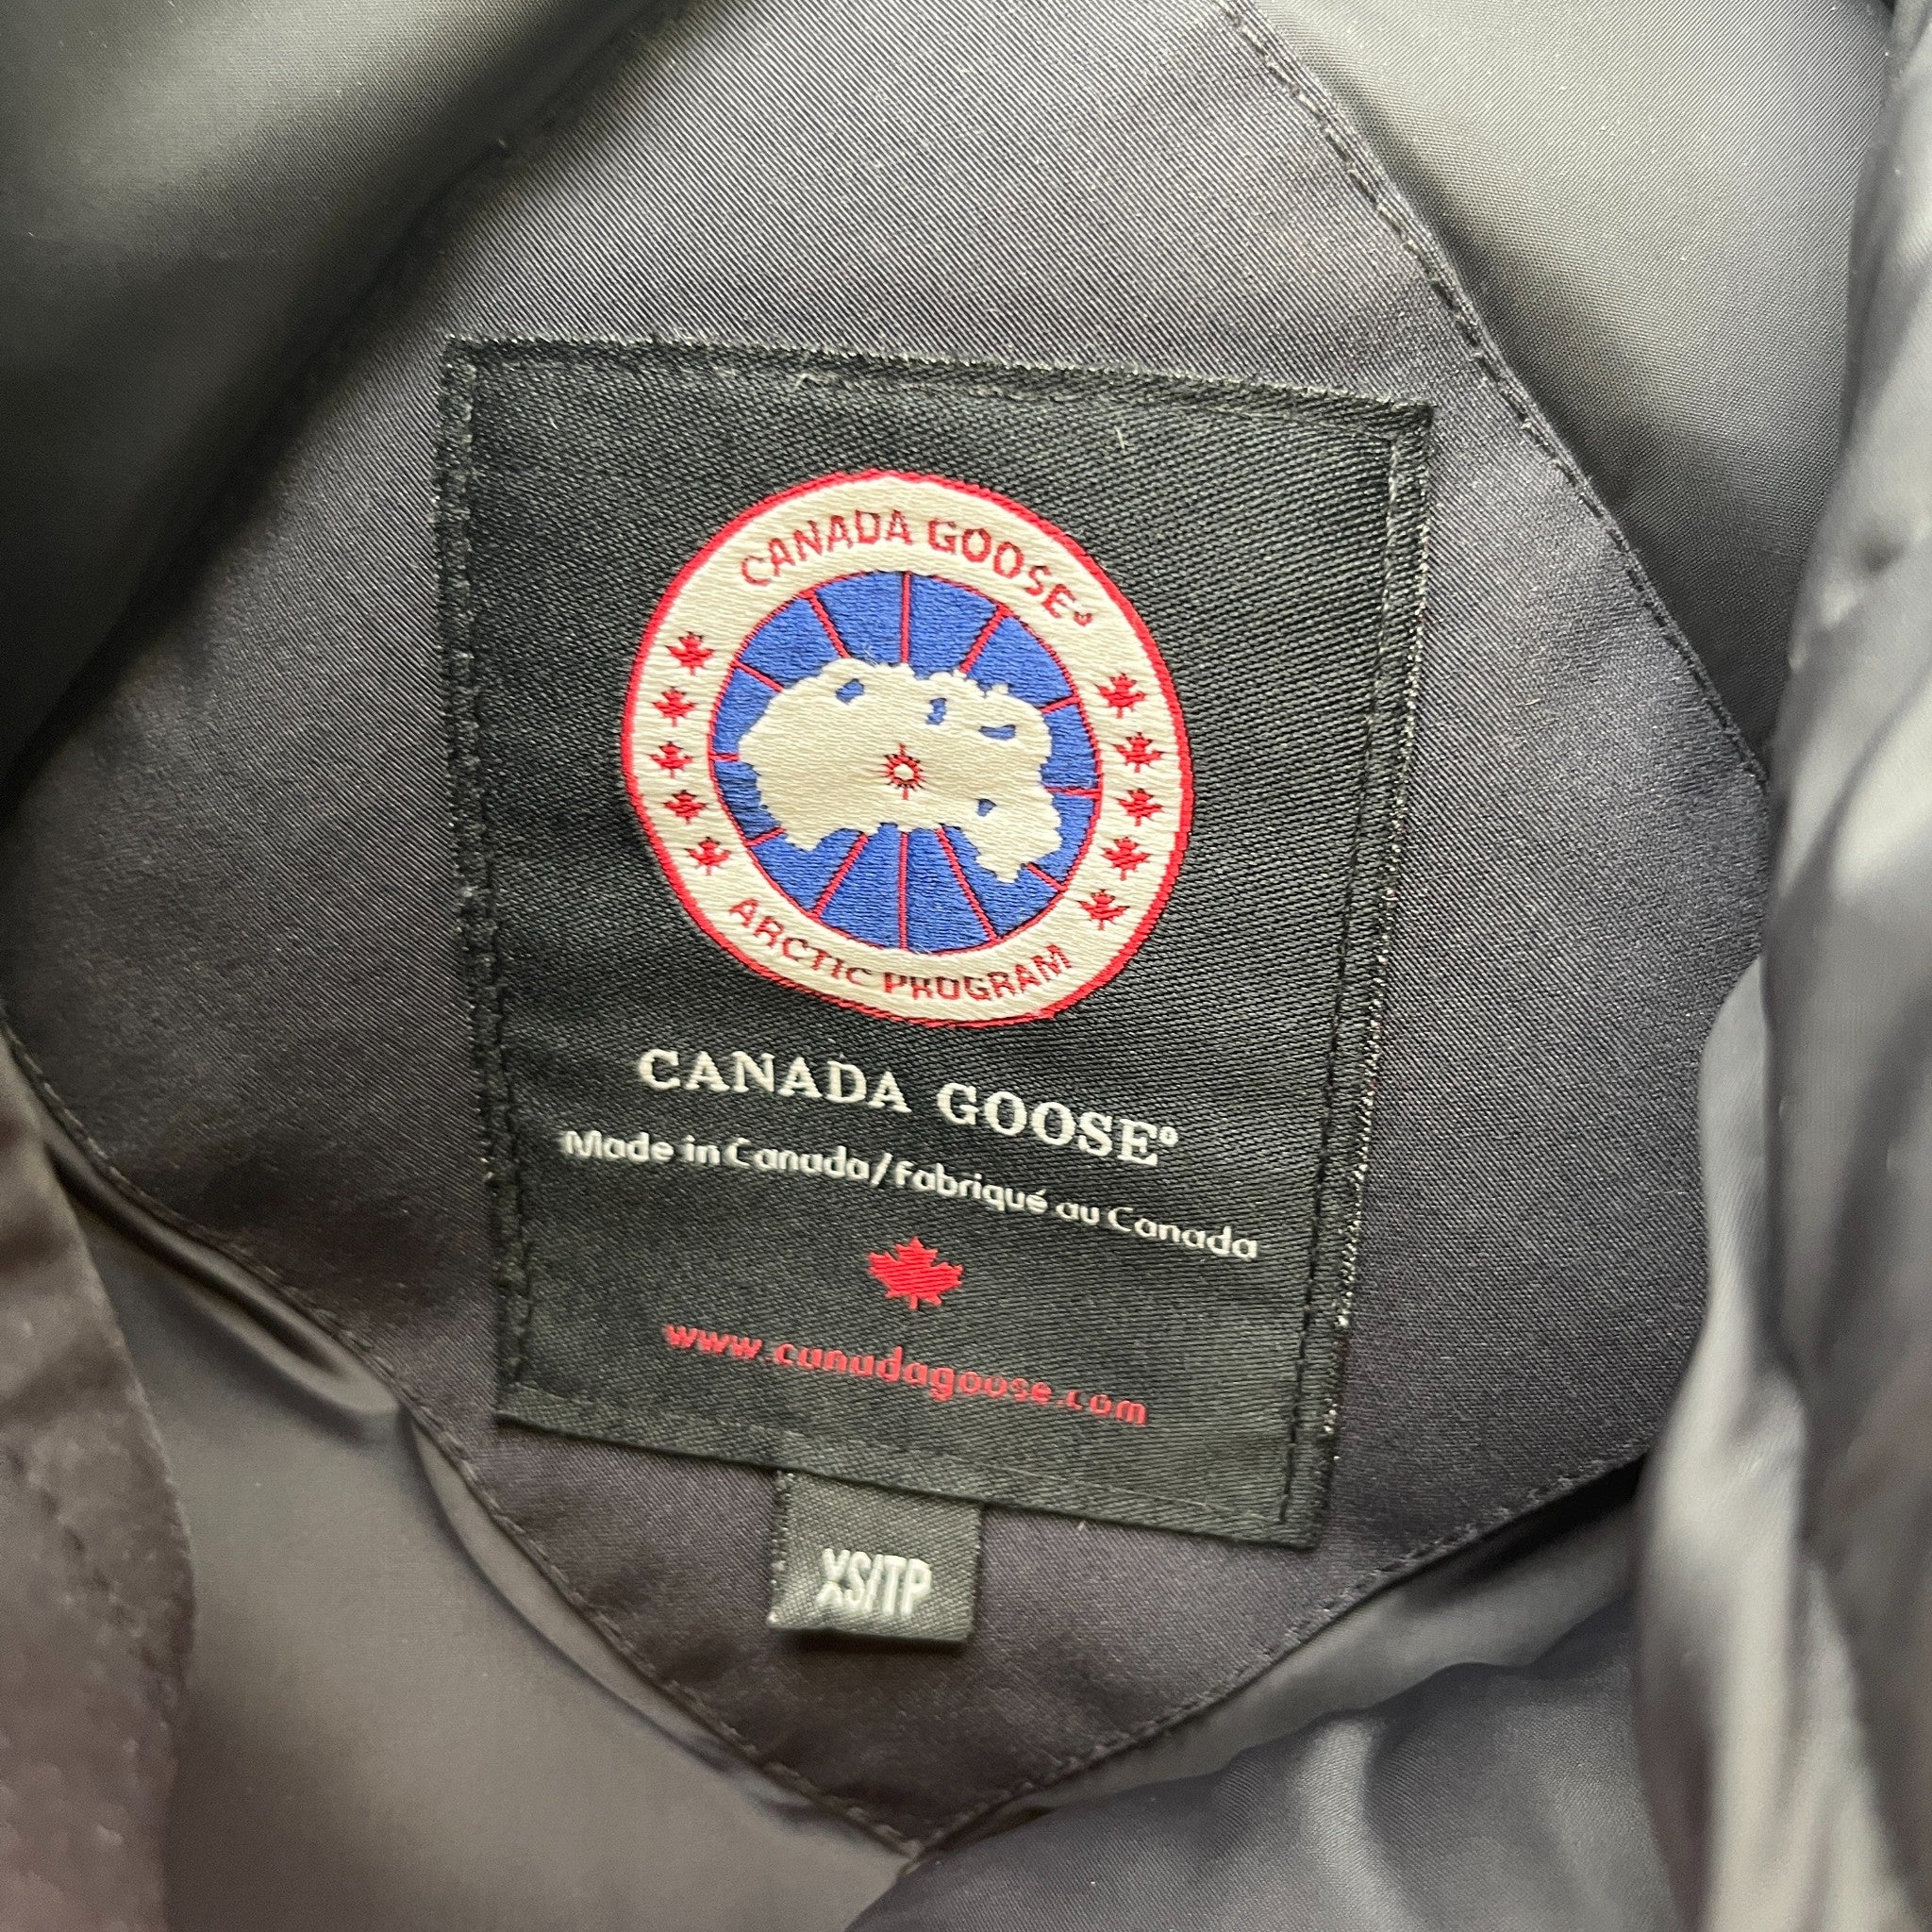 CANADA GOOSE®
ARCTIC PROGRAM
CANADA GOOSE®
Made in Canada/Fabriqué au Canada
www.canadagoose.com
XS/TP